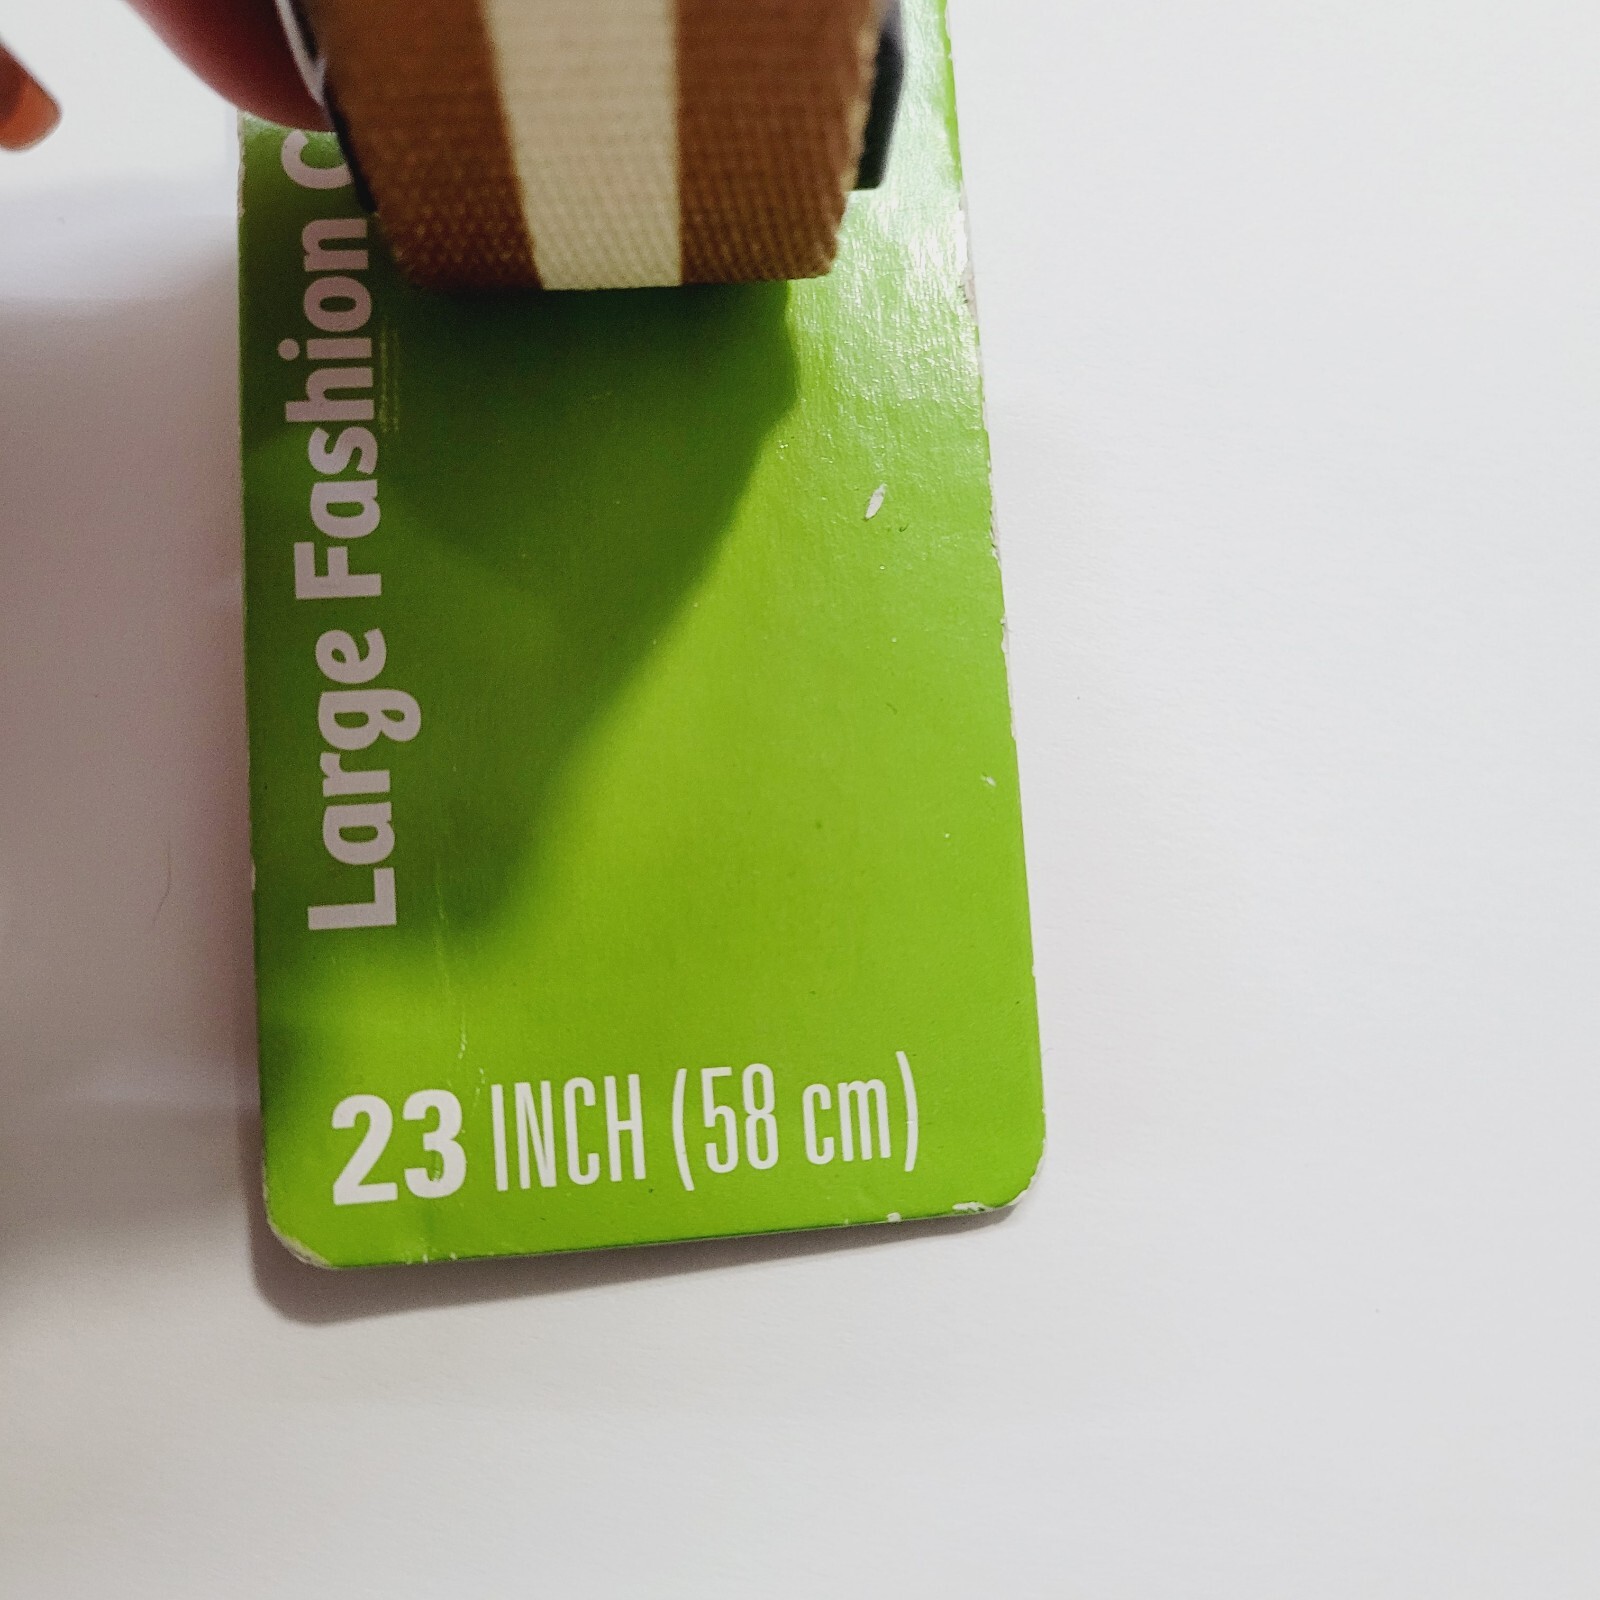 Large Fashion C
23 INCH (58 cm)